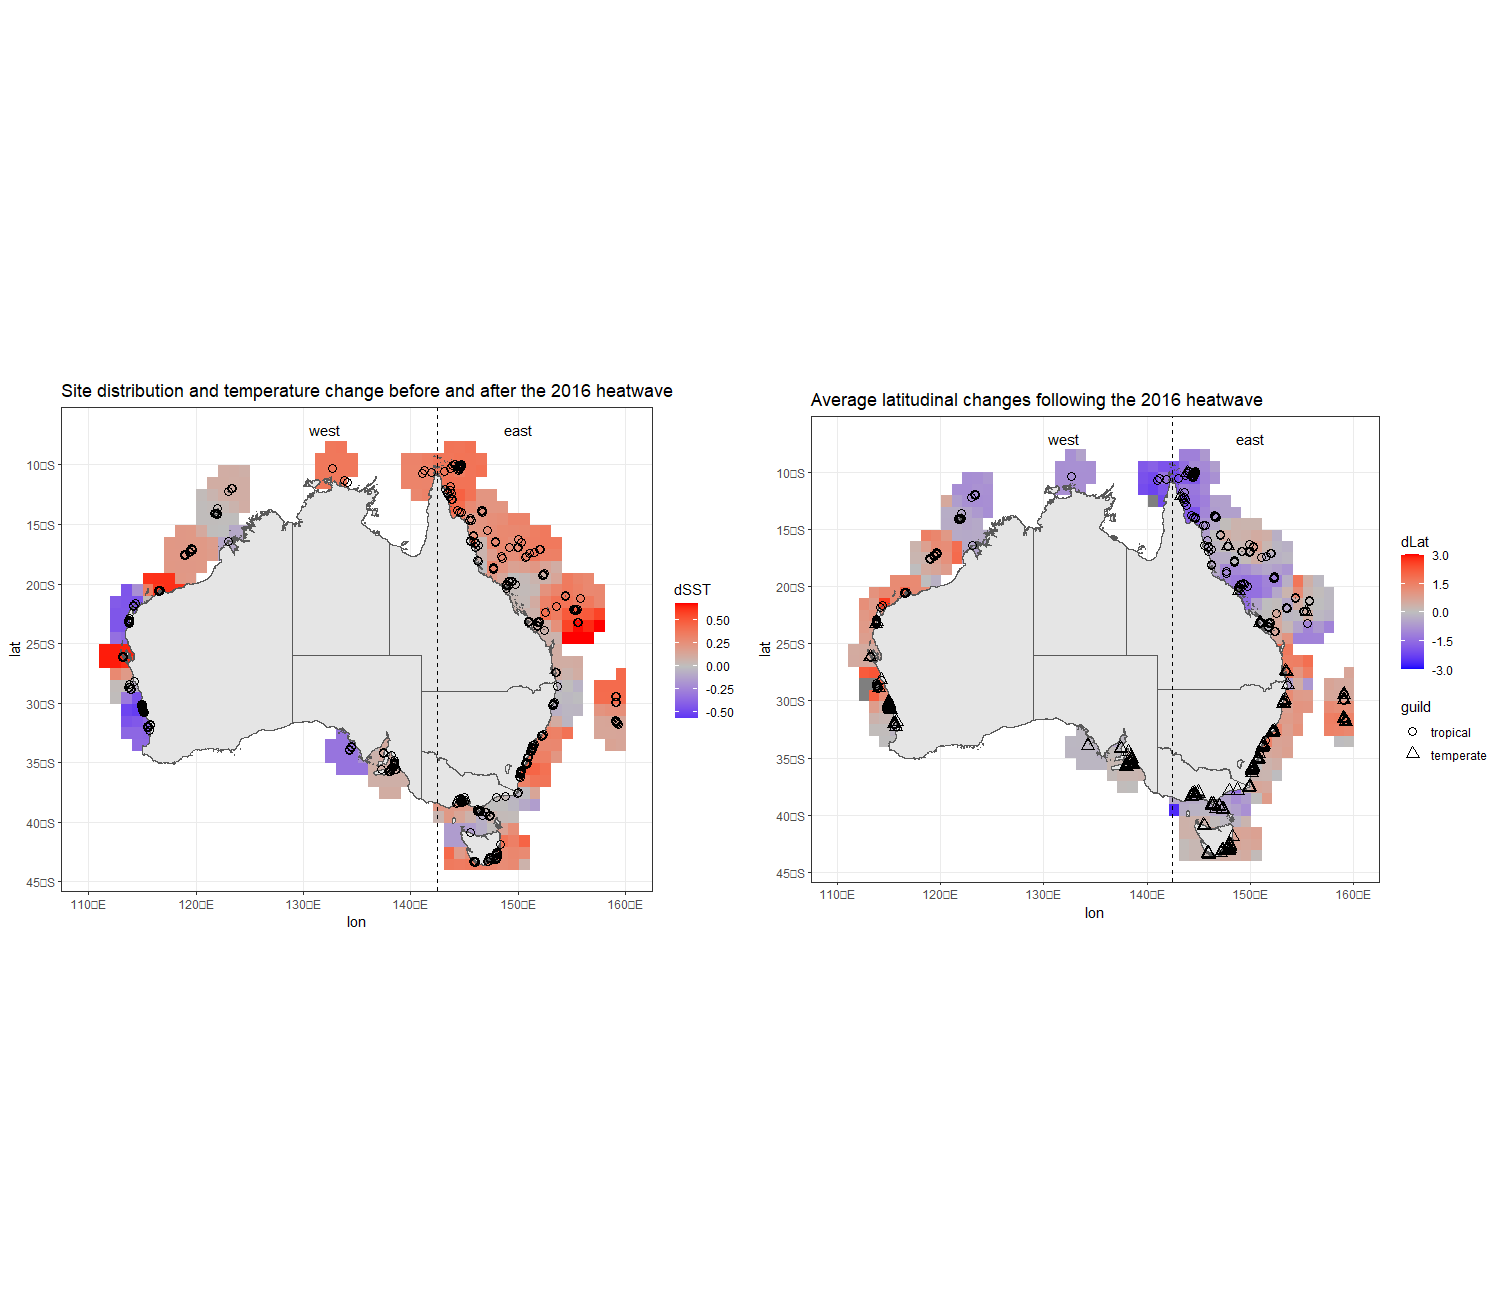 Site distribution and temperature change before and after the 2016 heatwave
west
east
10□S
15□S
20□S
25□S
30□S
35□S
40□S
45□S
lat
110□E
120□E
130□E
140□E
150□E
160□E
lon
dSST
0.50
0.25
0.00
-0.25
-0.50
Average latitudinal changes following the 2016 heatwave
west
east
10□S
15□S
20□S
25□S
30□S
35□S
40□S
45□S
lat
110□E
120□E
130□E
140□E
150□E
160□E
lon
dLat
3.0
1.5
0.0
-1.5
-3.0
guild
tropical
temperate